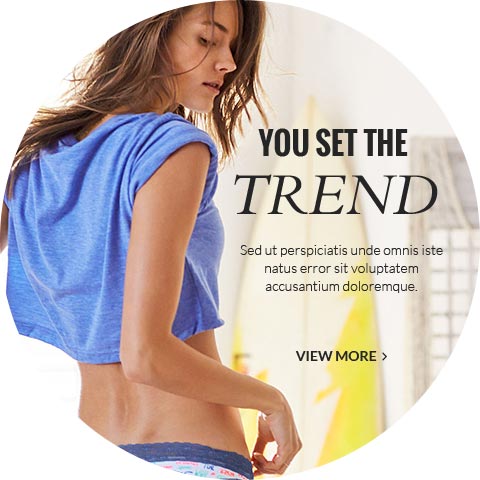 YOU SET THE
TREND
Sed ut perspiciatis unde omnis iste
natus error sit voluptatem
accusantium doloremque.
VIEW MORE >